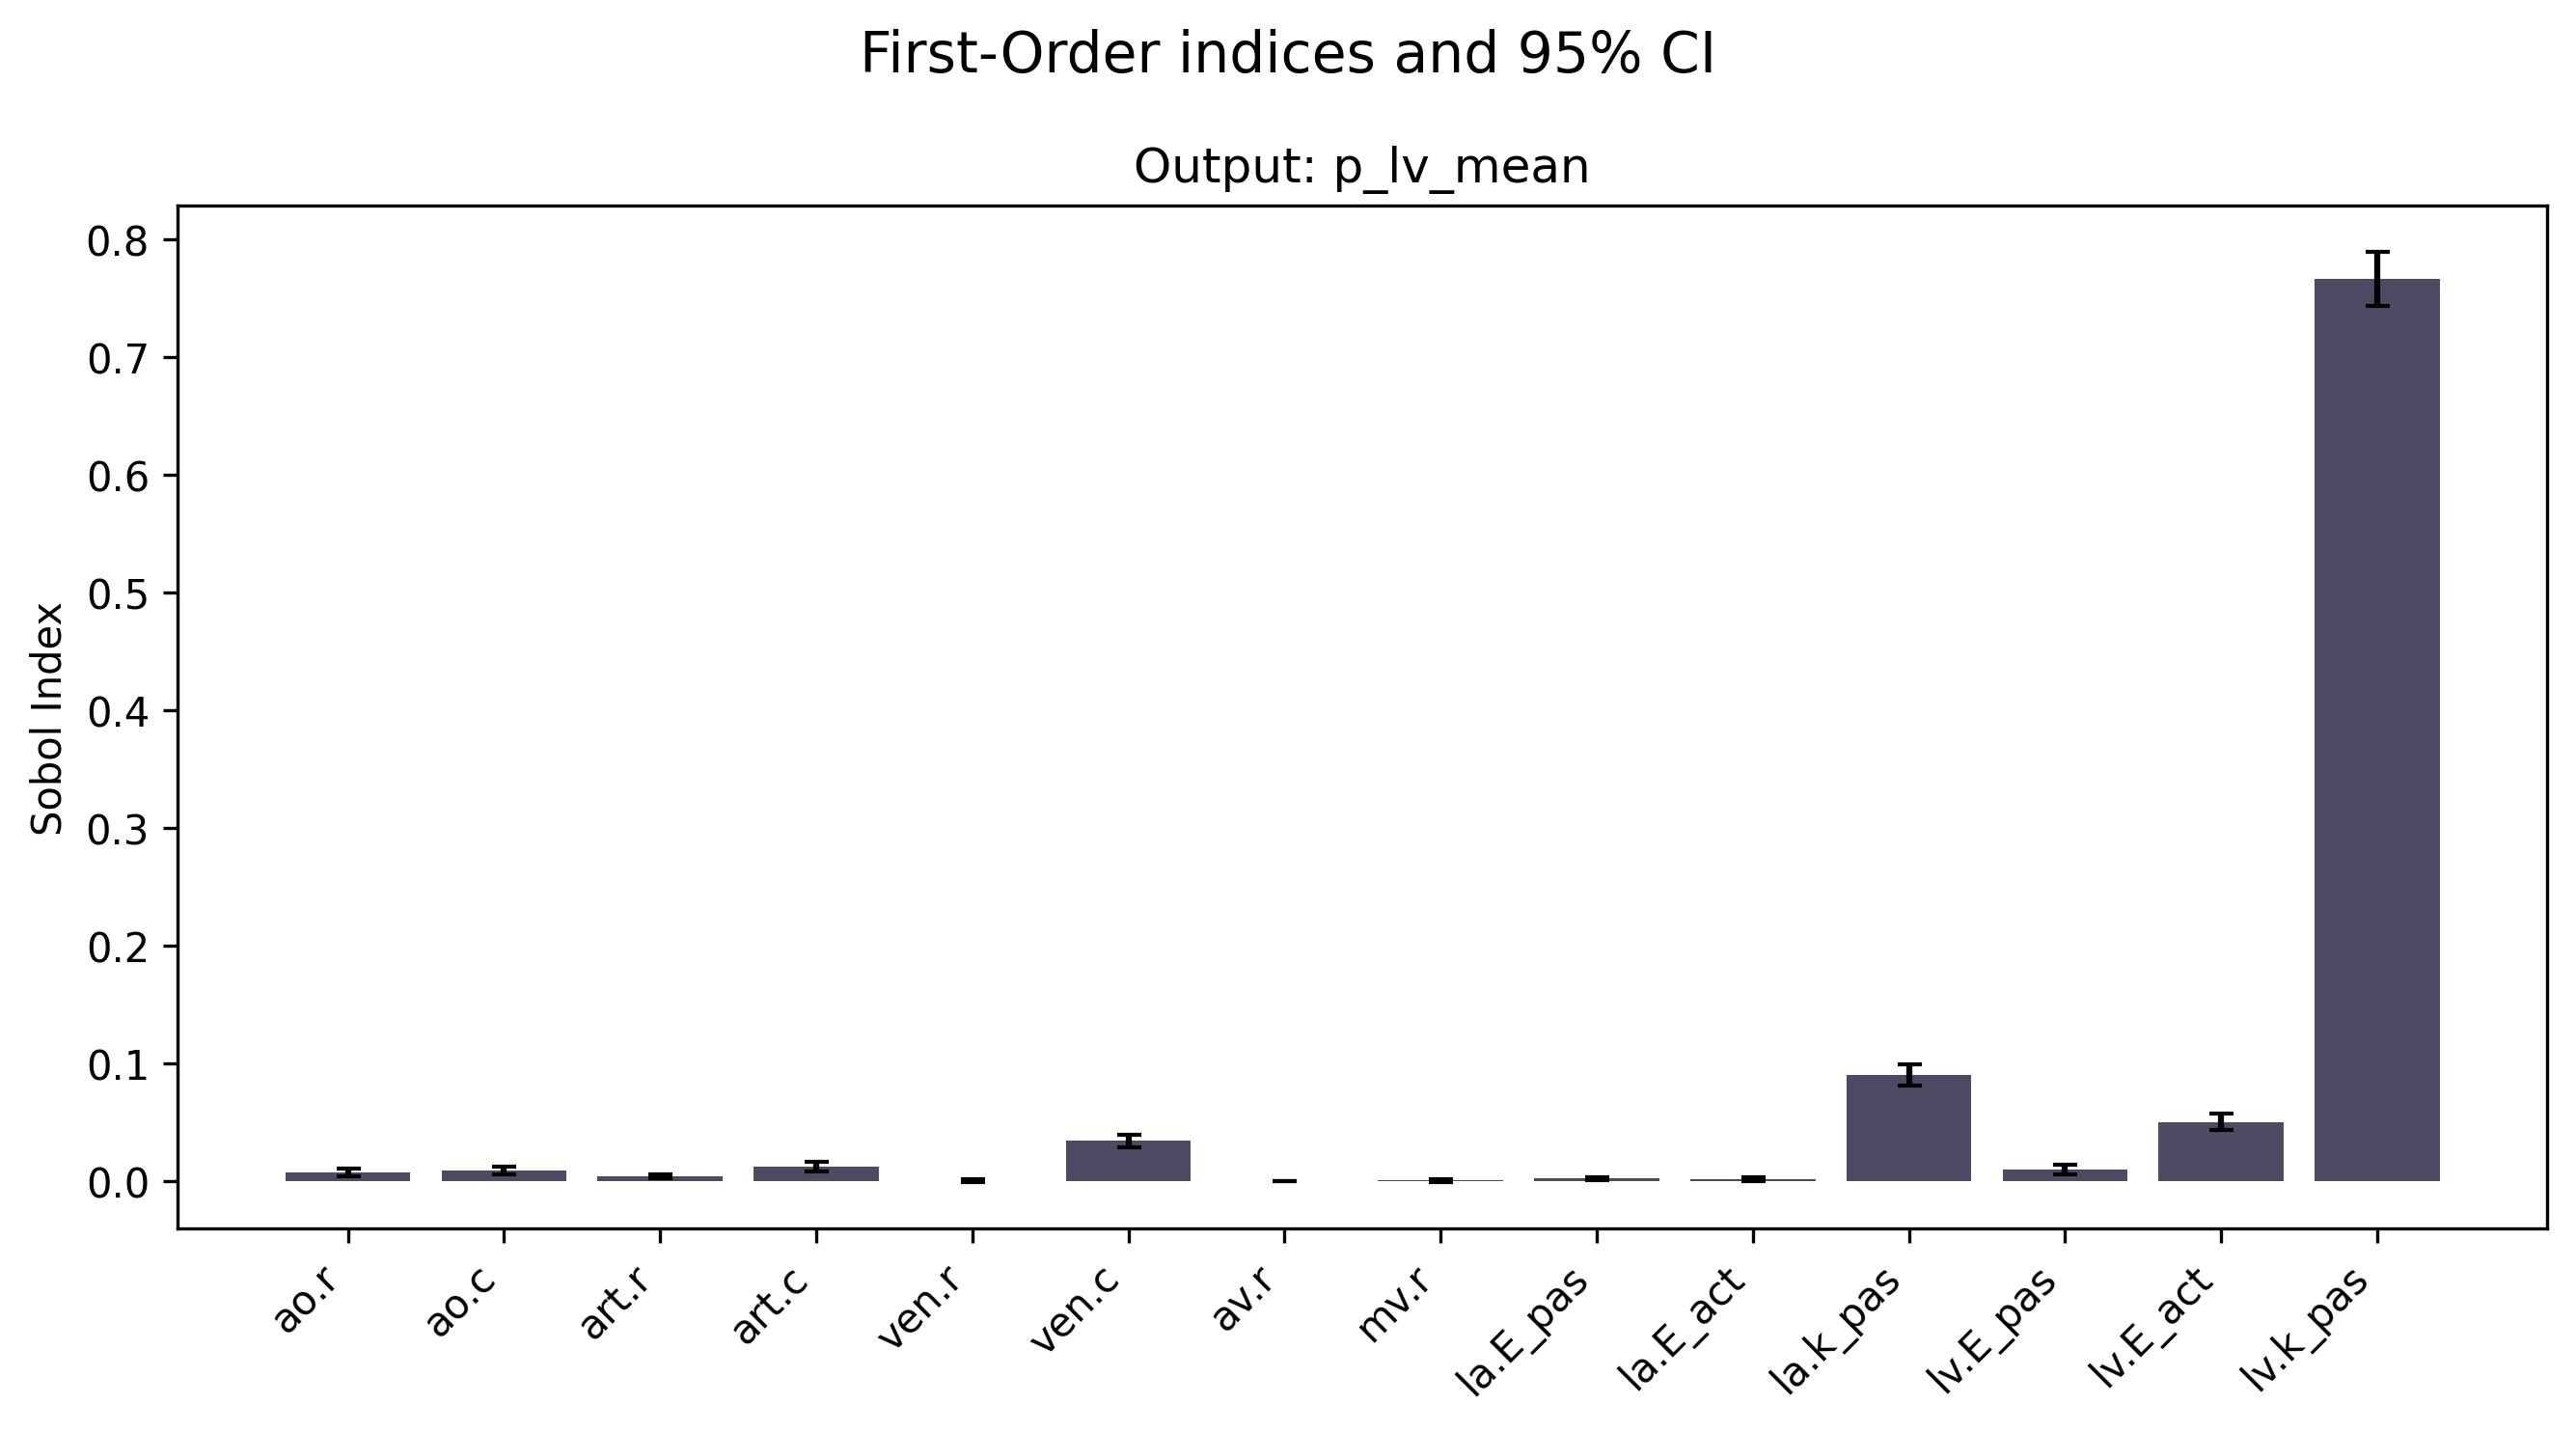 First-Order indices and 95% CI
Output: p_lv_mean
Sobol Index
0.8
0.7
0.6
0.5
0.4
0.3
0.2
0.1
0.0
ao.r
ao.c
art.r
art.c
ven.r
ven.c
av.r
mv.r
la.E_pas
la.E_act
la.k_pas
lv.E_pas
lv.E_act
lv.k_pas